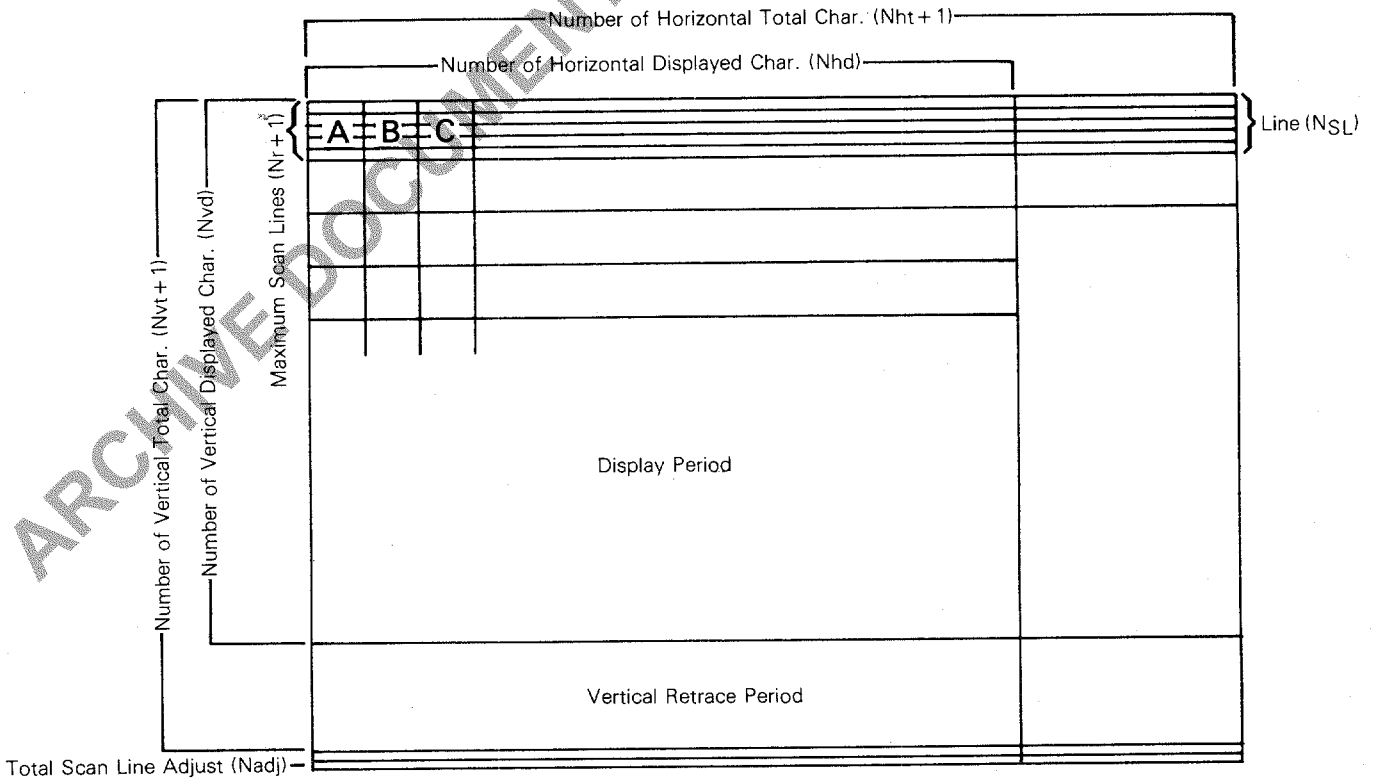 Number of Horizontal Total Char. (Nht + 1)
Number of Horizontal Displayed Char. (Nhd)
Number of Vertical Total Char. (Nvt + 1)
Number of Vertical Displayed Char. (Nvd)
Maximum Scan Lines (Nr + 1)
A B C
Line (NSL)
Display Period
Vertical Retrace Period
Total Scan Line Adjust (Nadj)
ARCHIVE DOCUMENT